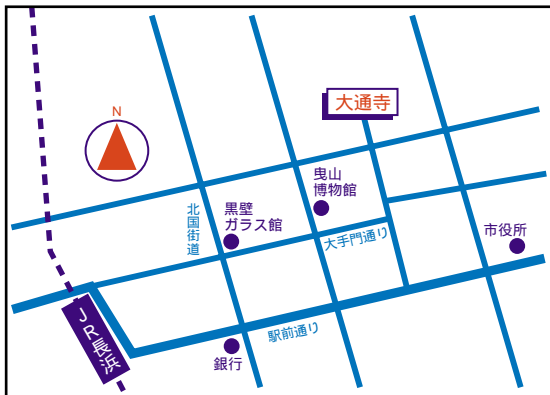 N
大通寺
曳山
博物館
北国街道
黒壁
ガラス館
大手門通り
市役所
JR長浜
駅前通り
銀行